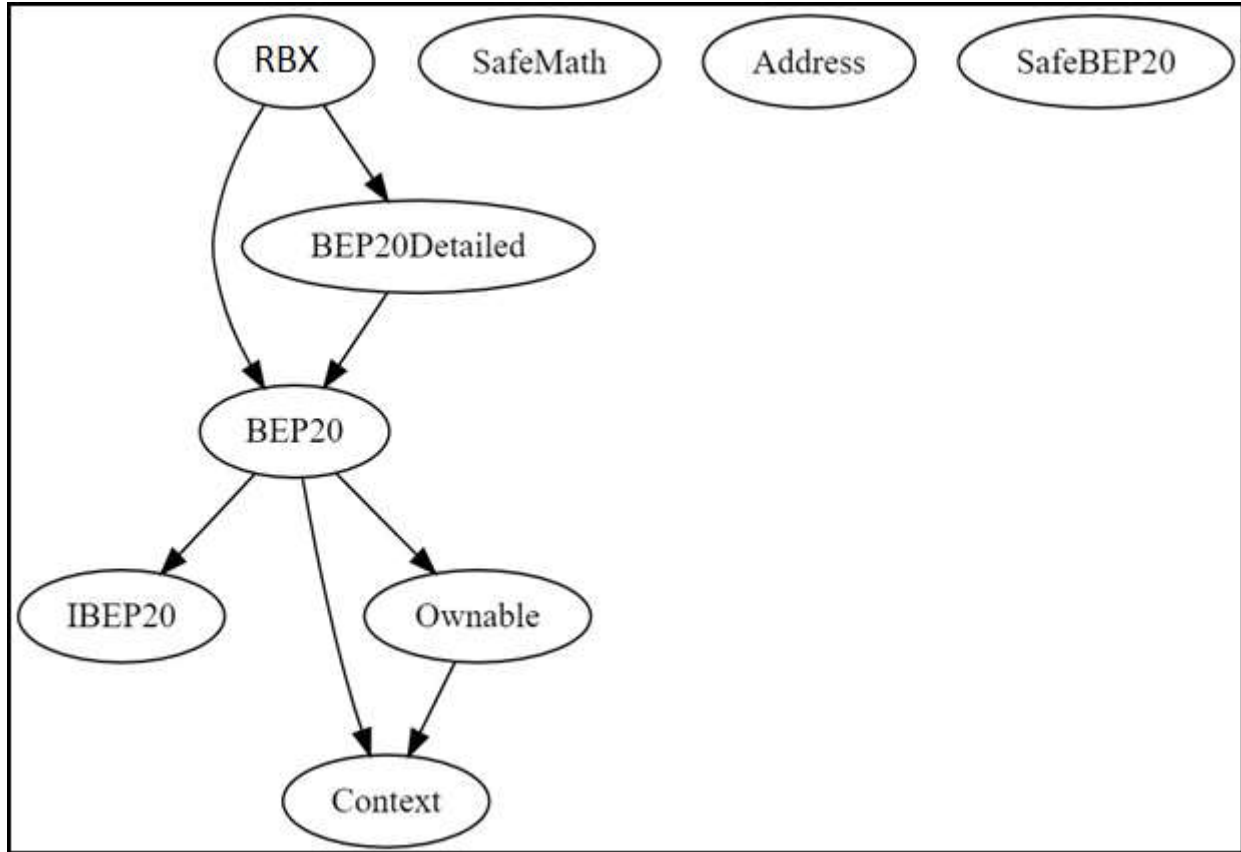 RBX
SafeMath
Address
SafeBEP20
BEP20Detailed
BEP20
IBEP20
Ownable
Context